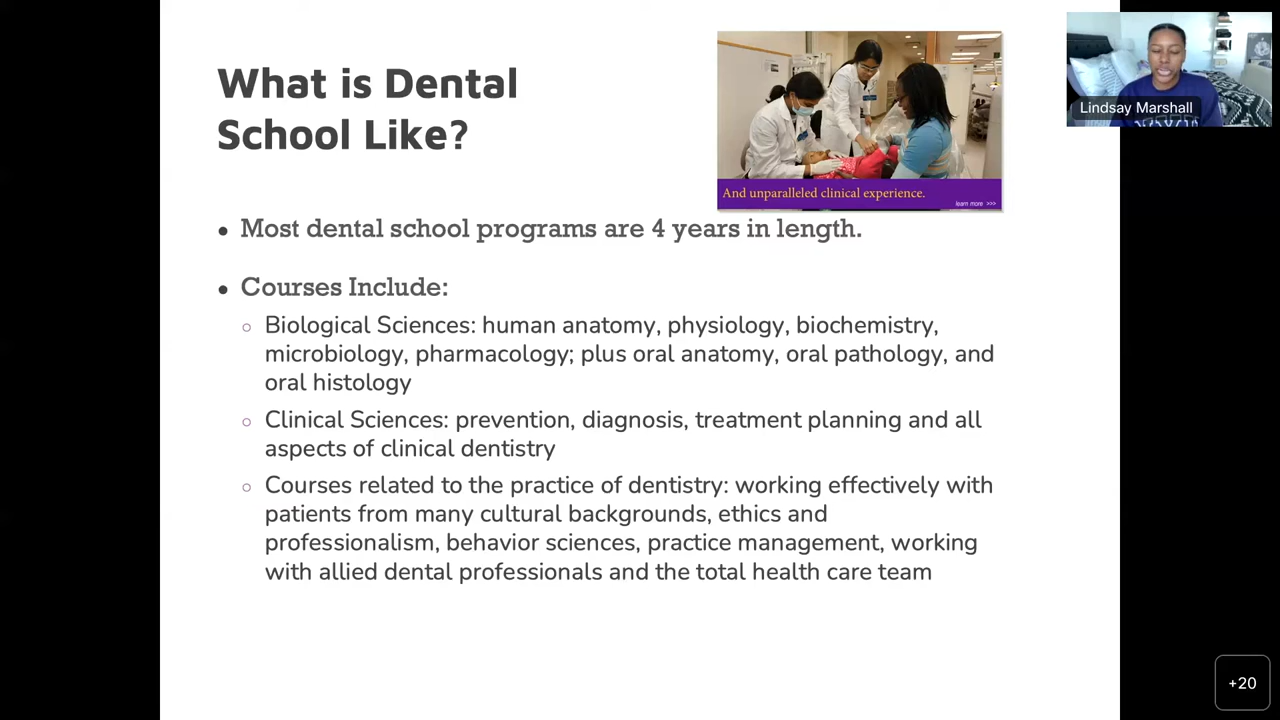 What is Dental
School Like?
And unparalleled clinical experience.
learn more >>>
Lindsay Marshall
• Most dental school programs are 4 years in length.
• Courses Include:
○ Biological Sciences: human anatomy, physiology, biochemistry,
microbiology, pharmacology; plus oral anatomy, oral pathology, and
oral histology
○ Clinical Sciences: prevention, diagnosis, treatment planning and all
aspects of clinical dentistry
○ Courses related to the practice of dentistry: working effectively with
patients from many cultural backgrounds, ethics and
professionalism, behavior sciences, practice management, working
with allied dental professionals and the total health care team
+20